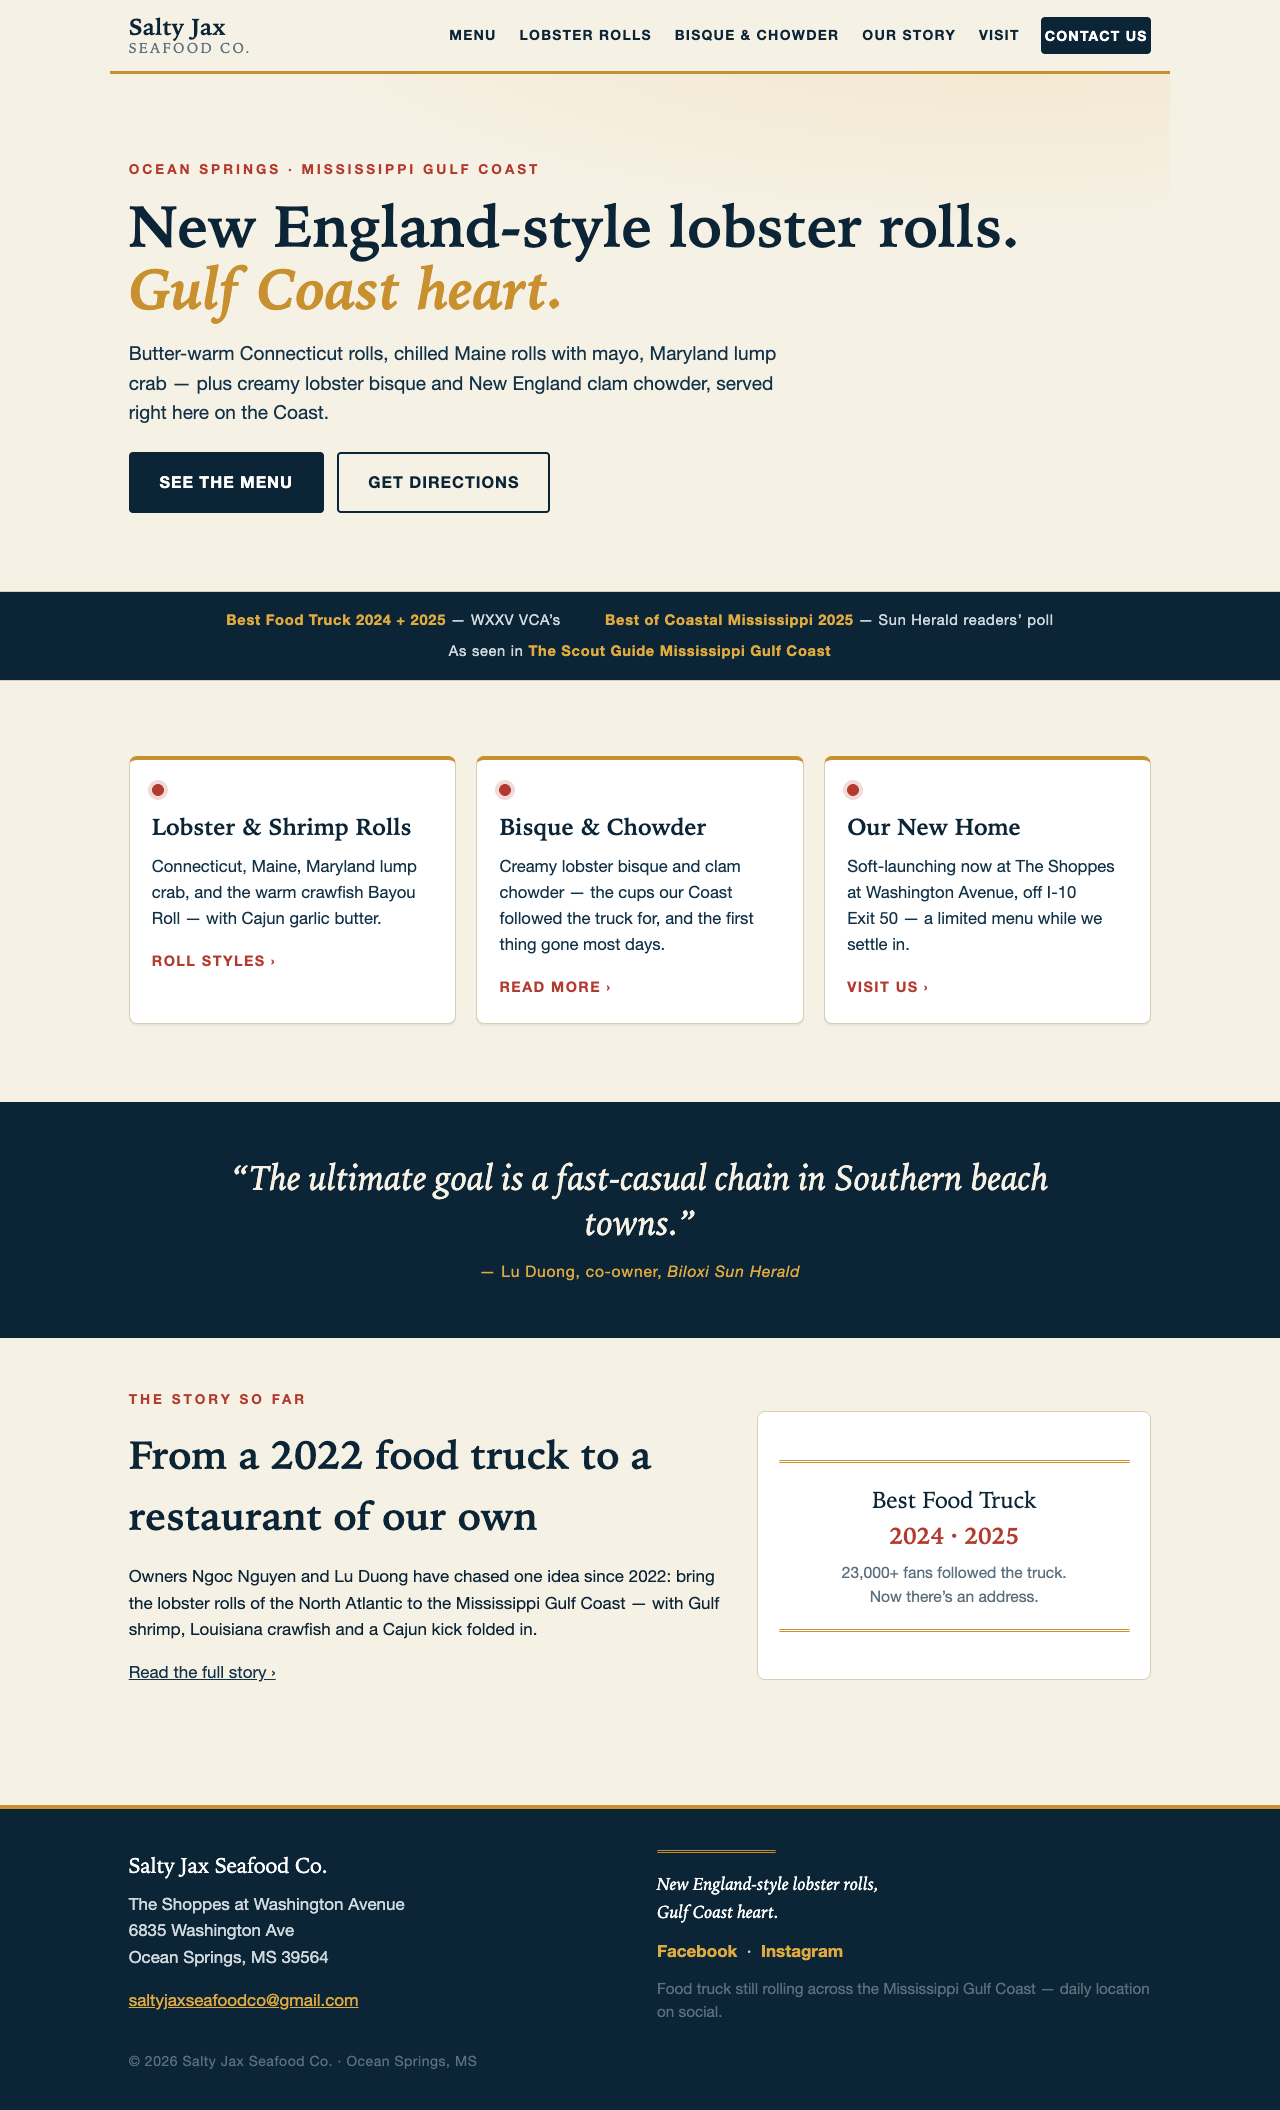 Salty Jax
SEAFOOD CO.
MENU LOBSTER ROLLS BISQUE & CHOWDER OUR STORY VISIT CONTACT US
OCEAN SPRINGS · MISSISSIPPI GULF COAST
New England-style lobster rolls.
Gulf Coast heart.
Butter-warm Connecticut rolls, chilled Maine rolls with mayo, Maryland lump
crab — plus creamy lobster bisque and New England clam chowder, served
right here on the Coast.
SEE THE MENU GET DIRECTIONS
Best Food Truck 2024 + 2025 — WXXV VCA’s Best of Coastal Mississippi 2025 — Sun Herald readers’ poll
As seen in The Scout Guide Mississippi Gulf Coast
Lobster & Shrimp Rolls
Connecticut, Maine, Maryland lump
crab, and the warm crawfish Bayou
Roll — with Cajun garlic butter.
ROLL STYLES ›
Bisque & Chowder
Creamy lobster bisque and clam
chowder — the cups our Coast
followed the truck for, and the first
thing gone most days.
READ MORE ›
Our New Home
Soft-launching now at The Shoppes
at Washington Avenue, off I-10
Exit 50 — a limited menu while we
settle in.
VISIT US ›
“The ultimate goal is a fast-casual chain in Southern beach
towns.”
— Lu Duong, co-owner, Biloxi Sun Herald
THE STORY SO FAR
From a 2022 food truck to a
restaurant of our own
Owners Ngoc Nguyen and Lu Duong have chased one idea since 2022: bring
the lobster rolls of the North Atlantic to the Mississippi Gulf Coast — with Gulf
shrimp, Louisiana crawfish and a Cajun kick folded in.
Read the full story ›
Best Food Truck
2024 · 2025
23,000+ fans followed the truck.
Now there’s an address.
Salty Jax Seafood Co.
The Shoppes at Washington Avenue
6835 Washington Ave
Ocean Springs, MS 39564
saltyjaxseafoodco@gmail.com
New England-style lobster rolls,
Gulf Coast heart.
Facebook · Instagram
Food truck still rolling across the Mississippi Gulf Coast — daily location
on social.
© 2026 Salty Jax Seafood Co. · Ocean Springs, MS